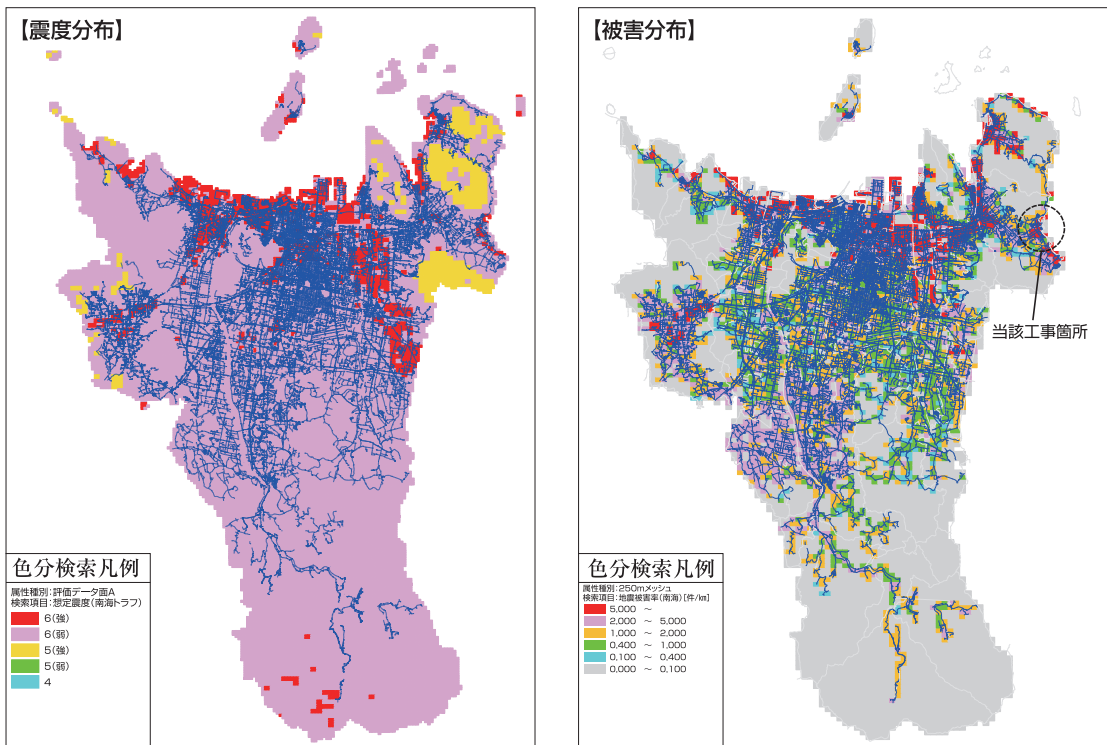 【震度分布】
色分検索凡例
属性種別:評価データ面A
検索項目:想定震度(南海トラフ)
6(強)
6(弱)
5(強)
5(弱)
4
【被害分布】
当該工事箇所
色分検索凡例
属性種別:250mメッシュ
検索項目:地震被害率(南海)[件/km]
5,000 ~
2,000 ~ 5,000
1,000 ~ 2,000
0,400 ~ 1,000
0,100 ~ 0,400
0,000 ~ 0,100